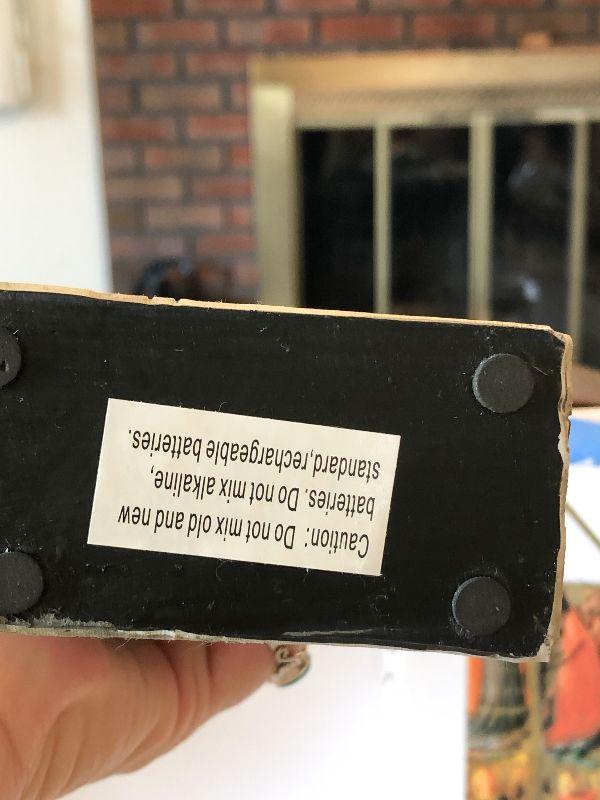 Caution: Do not mix old and new
batteries. Do not mix alkaline,
standard,rechargeable batteries.